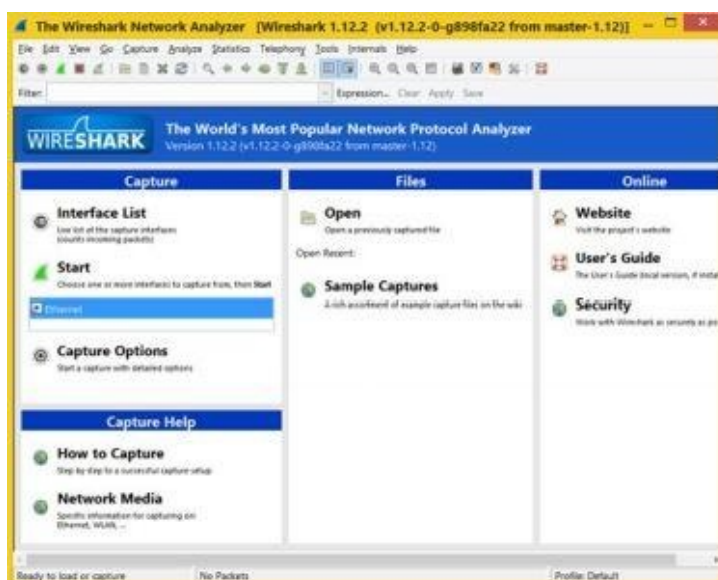 The Wireshark Network Analyzer [Wireshark 1.12.2 (v1.12.2-0-g898fa22 from master-1.12)]
File Edit View Go Capture Analyze Statistics Telephony Tools Internals Help
Filter: Expression... Clear Apply Save
WIRESHARK
The World's Most Popular Network Protocol Analyzer
Version 1.12.2 (v1.12.2-0-g898fa22 from master-1.12)
Capture
Interface List
Live list of the capture interfaces
(counts incoming packets)
Start
Choose one or more interfaces to capture from, then Start
Ethernet
Capture Options
Start a capture with detailed options
Capture Help
How to Capture
Step by step to a successful capture setup
Network Media
Specific information for capturing on:
Ethernet, WLAN, ...
Files
Open
Open a previously captured file
Open Recent:
Sample Captures
A rich assortment of example capture files on the wiki
Online
Website
Visit the project's website
User's Guide
The User's Guide (local version, if insta
Security
Work with Wireshark as securely as po
Ready to load or capture
No Packets
Profile: Default